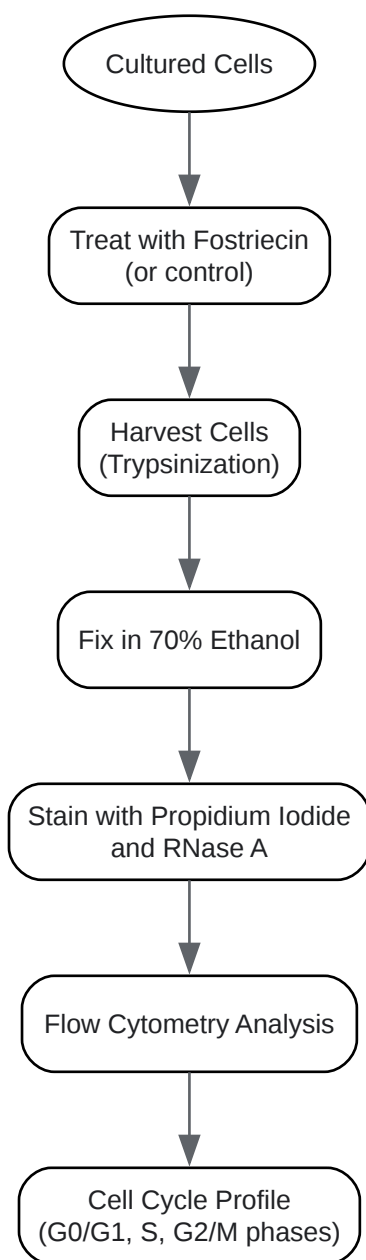 Cultured Cells
Treat with Fostriecin
(or control)
Harvest Cells
(Trypsinization)
Fix in 70% Ethanol
Stain with Propidium Iodide
and RNase A
Flow Cytometry Analysis
Cell Cycle Profile
(G0/G1, S, G2/M phases)